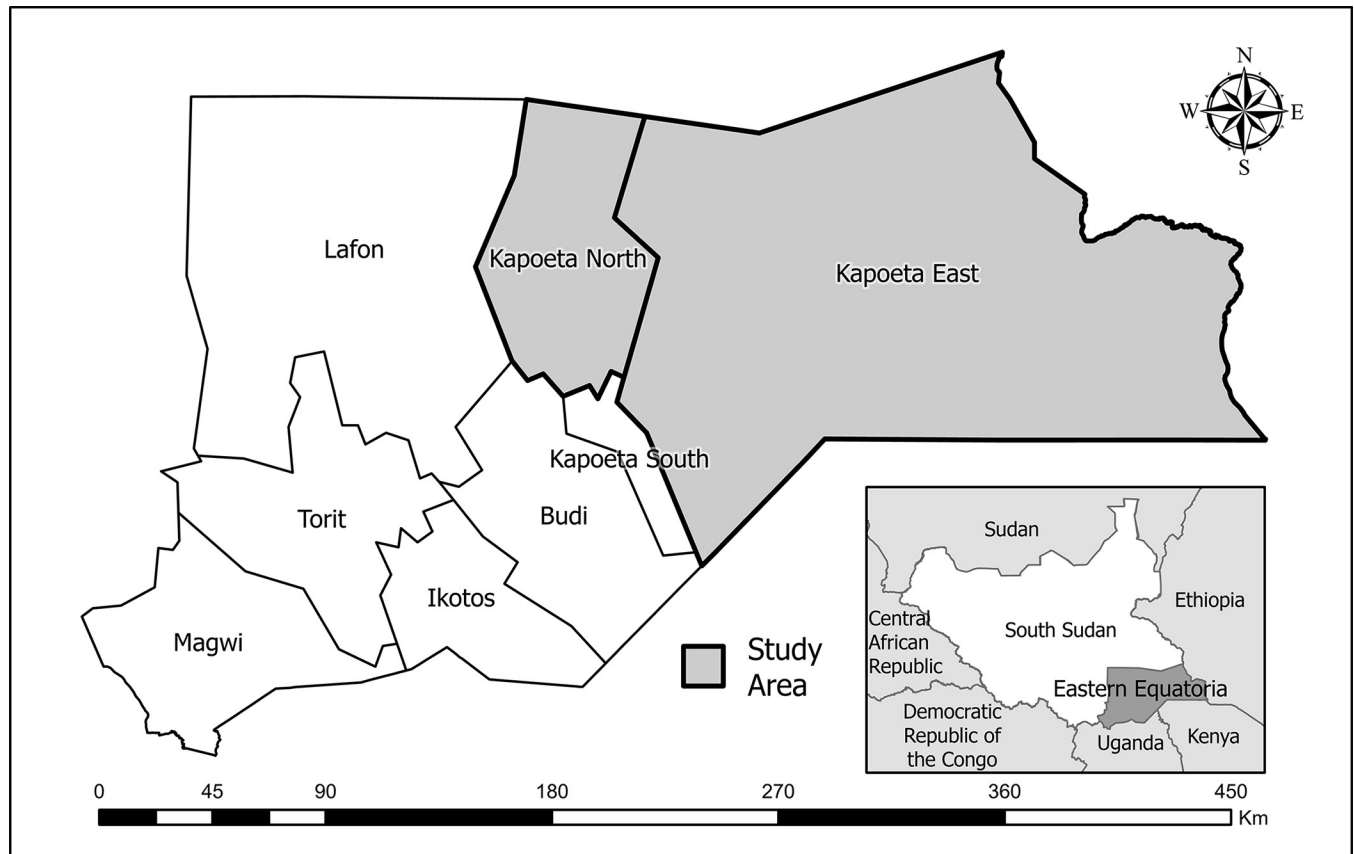 N
W
E
S
Lafon
Kapoeta North
Kapoeta East
Kapoeta South
Torit
Budi
Ikotos
Magwi
Study
Area
Sudan
Ethiopia
Central
African
Republic
South Sudan
Eastern Equatoria
Democratic
Republic of
the Congo
Uganda
Kenya
0 45 90 180 270 360 450
Km